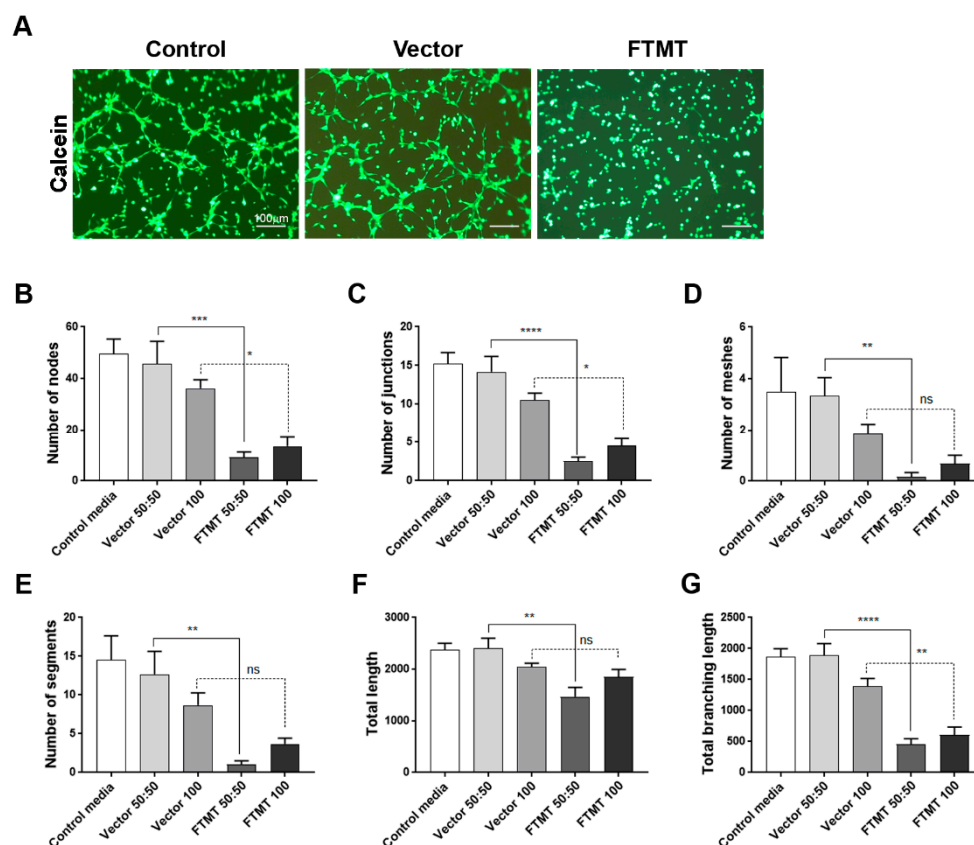 A
Control
Vector
FTMT
Calcein
100µm
B
Number of nodes
60
40
20
0
***
*
Control media
Vector 50:50
Vector 100
FTMT 50:50
FTMT 100
C
Number of junctions
20
15
10
5
0
****
*
Control media
Vector 50:50
Vector 100
FTMT 50:50
FTMT 100
D
Number of meshes
6
4
2
0
**
ns
Control media
Vector 50:50
Vector 100
FTMT 50:50
FTMT 100
E
Number of segments
20
15
10
5
0
**
ns
Control media
Vector 50:50
Vector 100
FTMT 50:50
FTMT 100
F
Total length
3000
2000
1000
0
**
ns
Control media
Vector 50:50
Vector 100
FTMT 50:50
FTMT 100
G
Total branching length
2500
2000
1500
1000
500
0
****
**
Control media
Vector 50:50
Vector 100
FTMT 50:50
FTMT 100